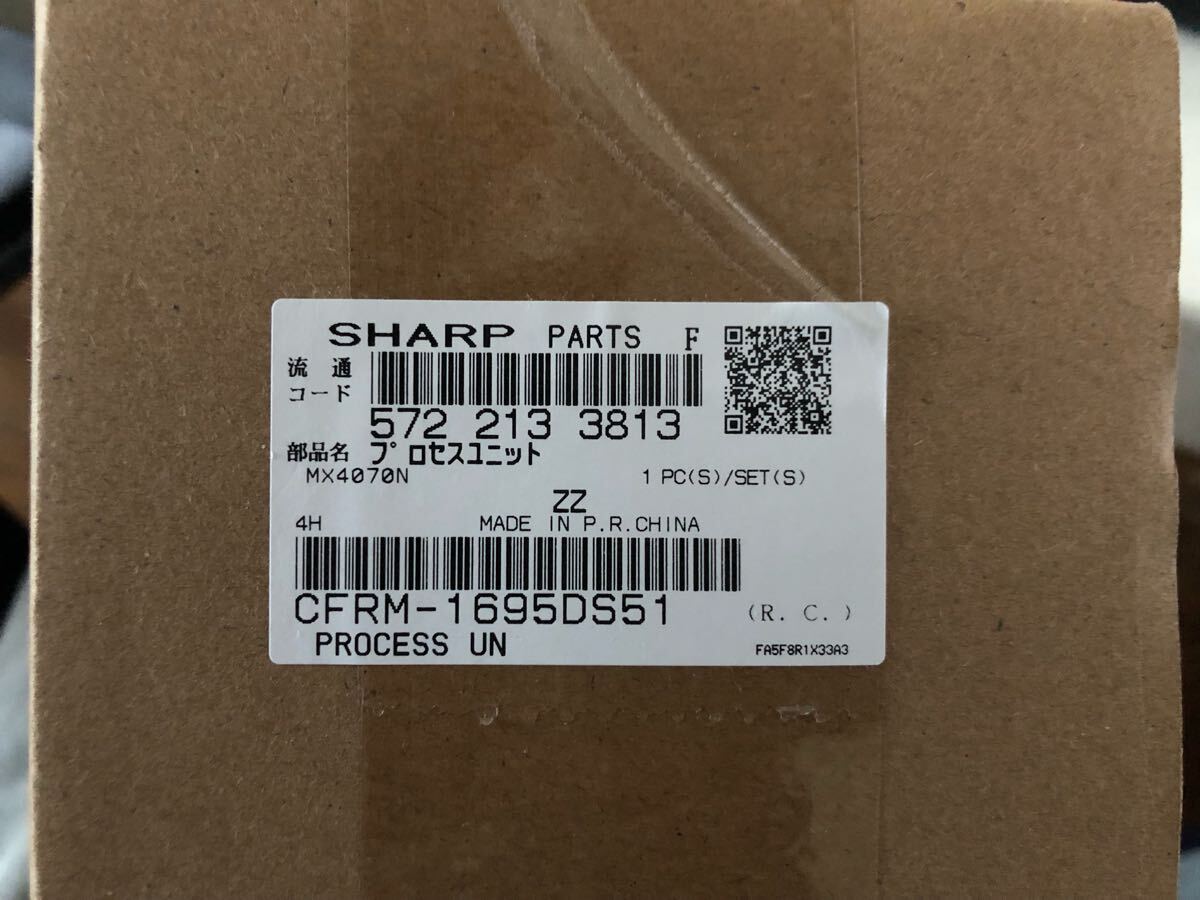 SHARP PARTS F
流通
コード
572 213 3813
部品名 プロセスユニット
MX4070N 1 PC(S)/SET(S)
ZZ
4H MADE IN P.R.CHINA
CFRM-1695DS51 (R. C. )
PROCESS UN FA5F8R1X33A3